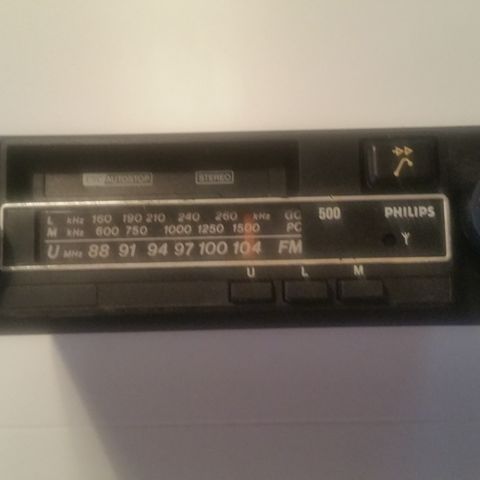 AUTOSTOP STEREO
L kHz 160 190 210 240 260 kHz 500 PHILIPS
M kHz 600 750 1000 1250 1500 PC
U MHz 88 91 94 97 100 104 FM
U L M